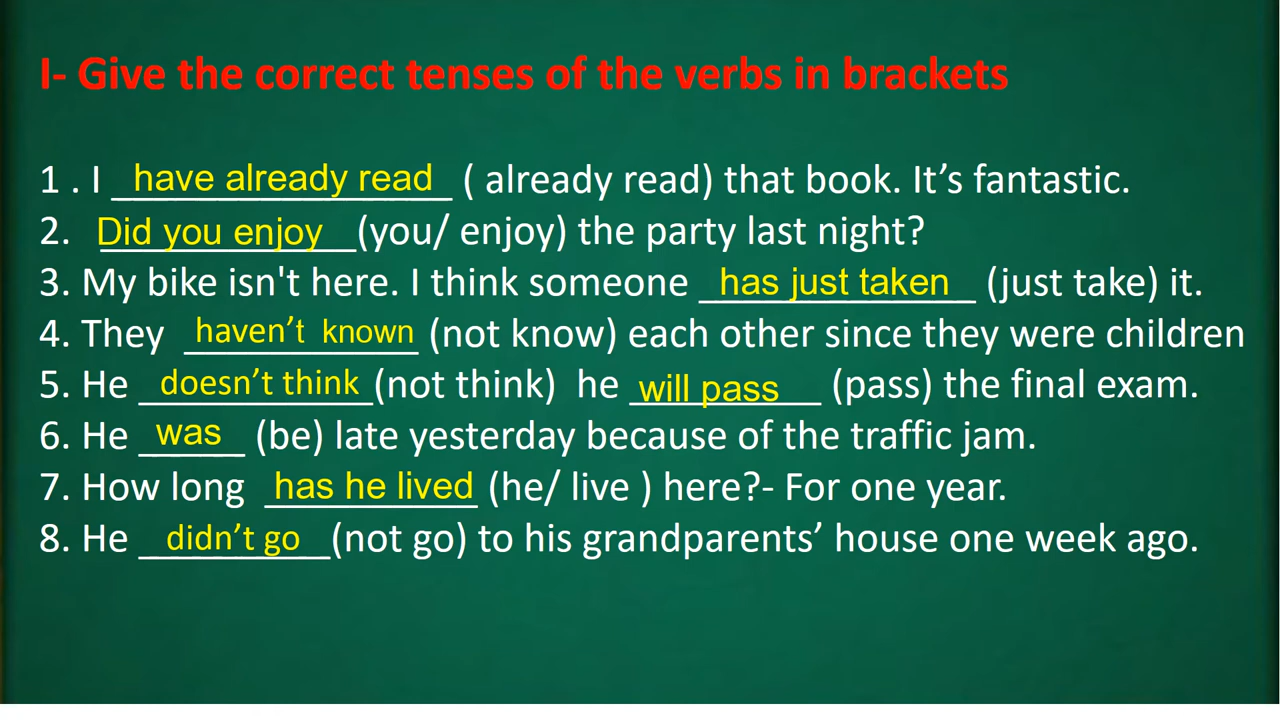 I- Give the correct tenses of the verbs in brackets
1 . I have already read ( already read) that book. It’s fantastic.
2. Did you enjoy (you/ enjoy) the party last night?
3. My bike isn't here. I think someone has just taken (just take) it.
4. They haven’t known (not know) each other since they were children
5. He doesn’t think (not think) he will pass (pass) the final exam.
6. He was (be) late yesterday because of the traffic jam.
7. How long has he lived (he/ live ) here?- For one year.
8. He didn’t go (not go) to his grandparents’ house one week ago.